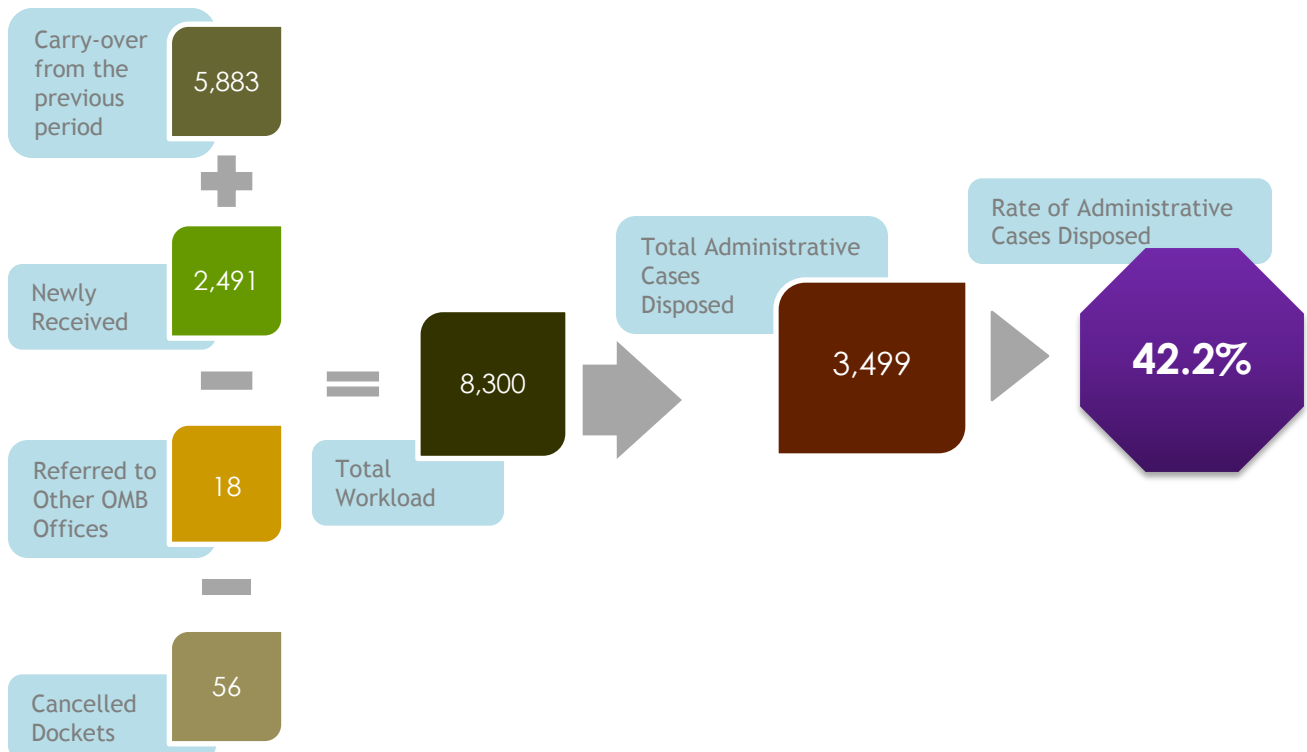 Carry-over
from the
previous
period
5,883
Newly
Received
2,491
Referred to
Other OMB
Offices
18
Cancelled
Dockets
56
Total
Workload
8,300
Total Administrative
Cases
Disposed
3,499
Rate of Administrative
Cases Disposed
42.2%